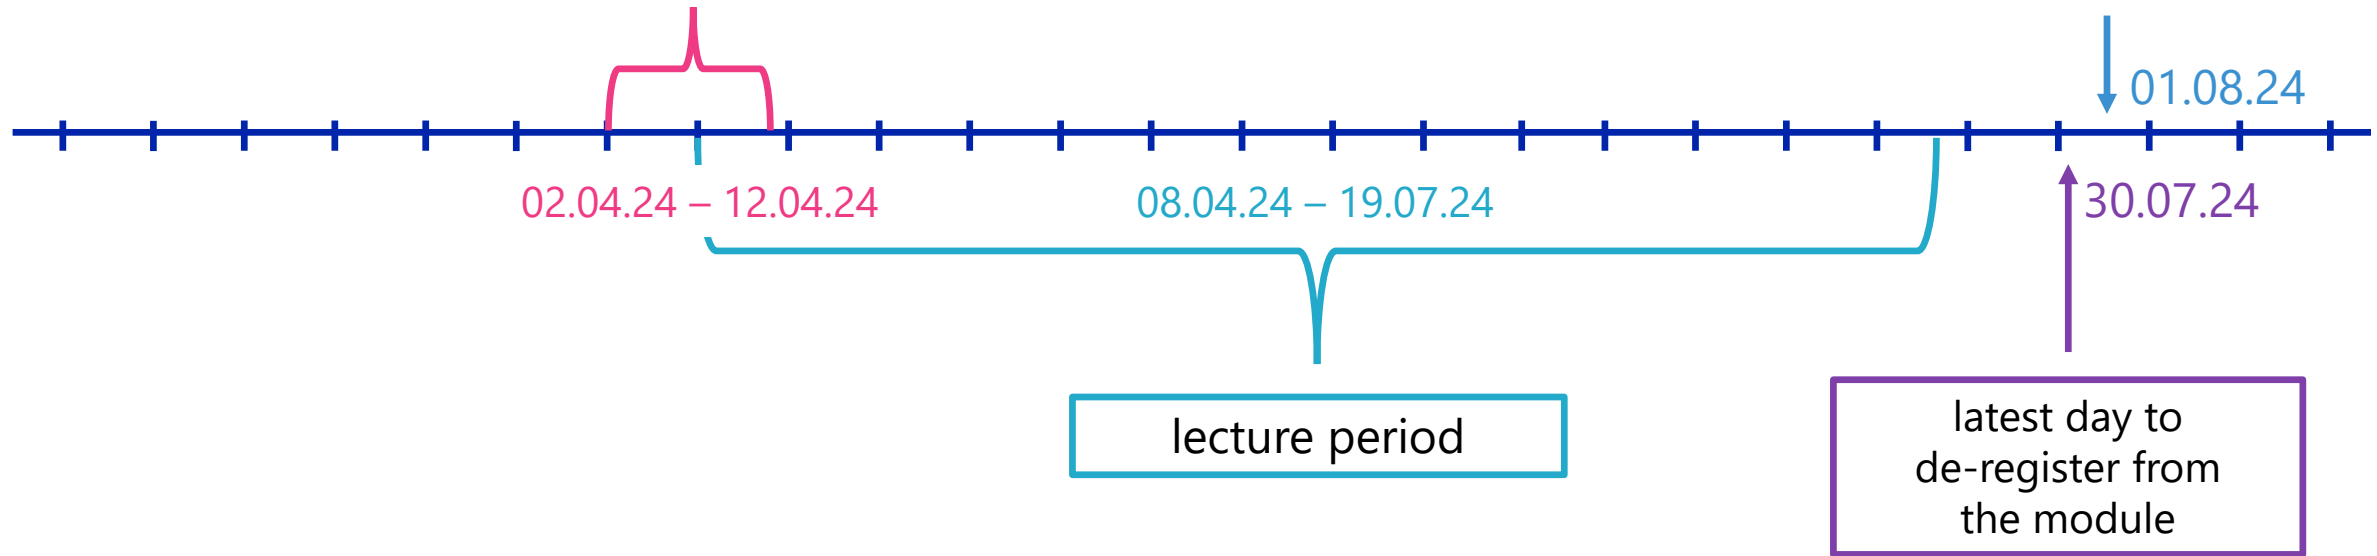 01.08.24
02.04.24 – 12.04.24
08.04.24 – 19.07.24
30.07.24
lecture period
latest day to
de-register from
the module